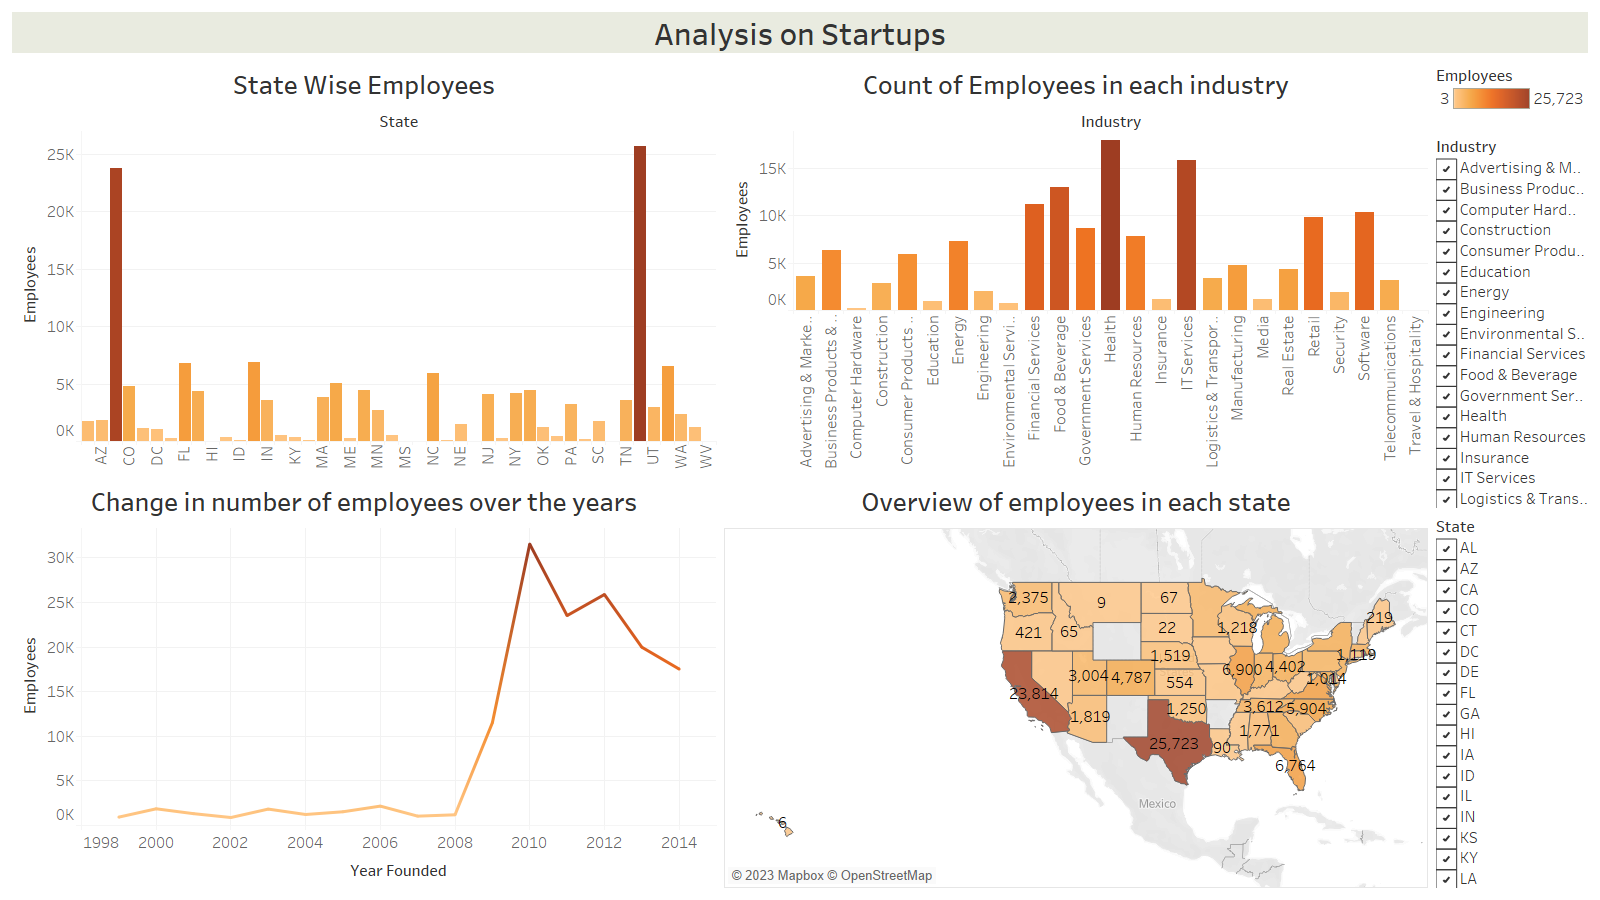 Analysis on Startups
State Wise Employees
State
Employees
25K
20K
15K
10K
5K
0K
AZ
CO
DC
FL
HI
ID
IN
KY
MA
ME
MN
MS
NC
NE
NJ
NY
OK
PA
SC
TN
UT
WA
WV
Count of Employees in each industry
Industry
Employees
15K
10K
5K
0K
Advertising & Marke..
Business Products & ..
Computer Hardware
Construction
Consumer Products ..
Education
Energy
Engineering
Environmental Servi..
Financial Services
Food & Beverage
Government Services
Health
Human Resources
Insurance
IT Services
Logistics & Transpor..
Manufacturing
Media
Real Estate
Retail
Security
Software
Telecommunications
Travel & Hospitality
Employees
3 25,723
Industry
Advertising & M..
Business Produc..
Computer Hard..
Construction
Consumer Produ..
Education
Energy
Engineering
Environmental S..
Financial Services
Food & Beverage
Government Ser..
Health
Human Resources
Insurance
IT Services
Logistics & Trans..
Change in number of employees over the years
Employees
30K
25K
20K
15K
10K
5K
0K
1998 2000 2002 2004 2006 2008 2010 2012 2014
Year Founded
Overview of employees in each state
2,375
9
67
219
421
65
22
1,218
1,119
1,519
3,004
4,787
554
6,900
4,402
1,014
23,814
1,819
1,250
3,612
5,904
1,771
25,723
90
6,764
Mexico
6
© 2023 Mapbox © OpenStreetMap
State
AL
AZ
CA
CO
CT
DC
DE
FL
GA
HI
IA
ID
IL
IN
KS
KY
LA